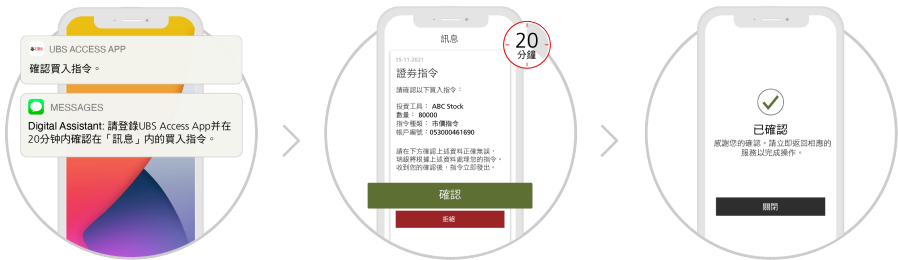 UBS ACCESS APP
確認買入指令。
MESSAGES
Digital Assistant: 請登錄UBS Access App并在
20分钟内確認在「訊息」内的買入指令。
訊息
20
分鐘
15-11-2021
證券指令
請確認以下買入指令：
投資工具： ABC Stock
數量： 80000
指令種類： 市價指令
帳戶編號：053000461690
請在下方確認上述資料正確無誤，
瑞銀將根據上述資料處理您的指令。
收到您的確認後，指令立即發出。
確認
拒絕
已確認
感謝您的確認。請立即返回相應的
服務以完成操作。
關閉